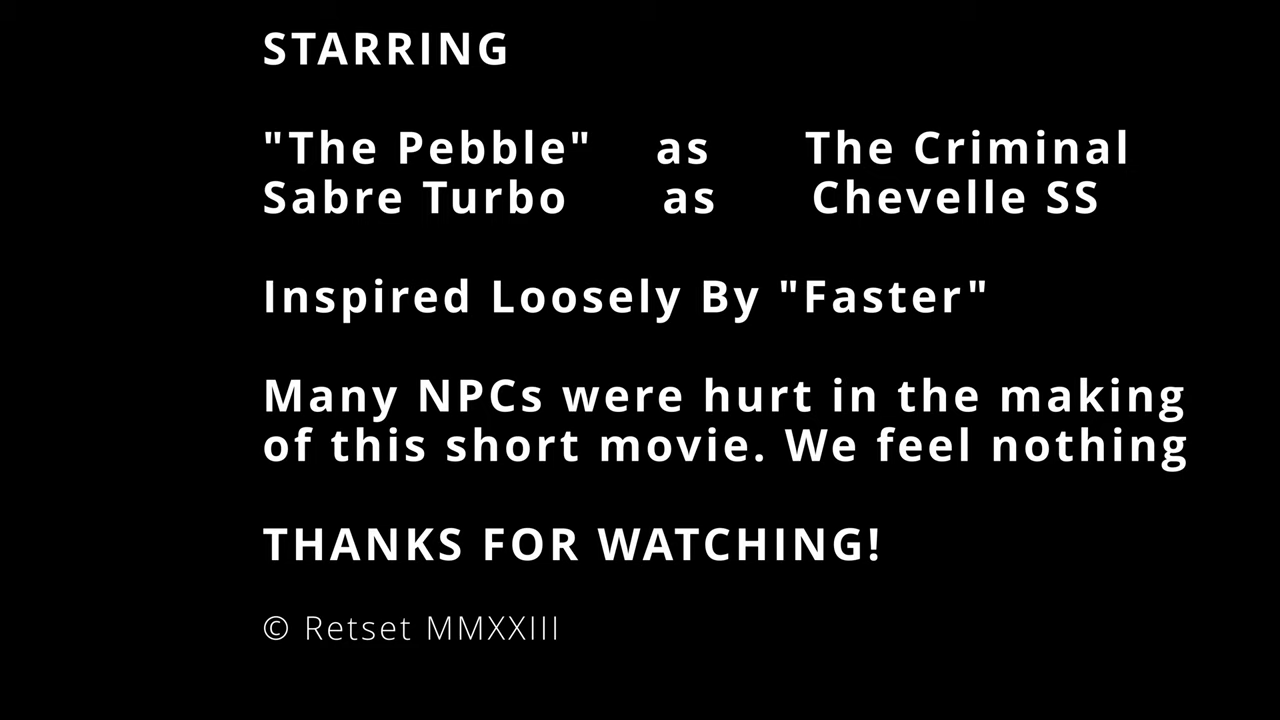 STARRING
"The Pebble" as The Criminal
Sabre Turbo as Chevelle SS
Inspired Loosely By "Faster"
Many NPCs were hurt in the making
of this short movie. We feel nothing
THANKS FOR WATCHING!
© Retset MMXXIII